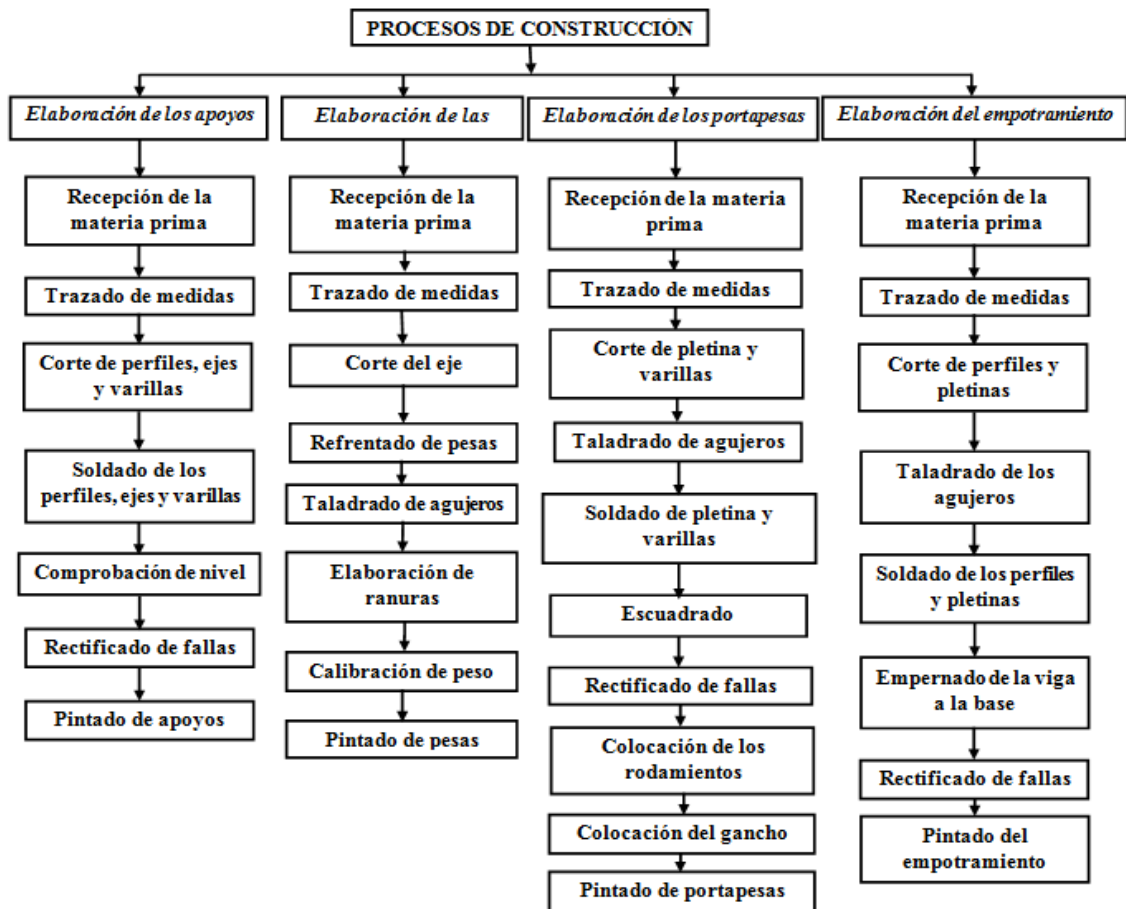 PROCESOS DE CONSTRUCCIÓN
Elaboración de los apoyos
Recepción de la
materia prima
Trazado de medidas
Corte de perfiles, ejes
y varillas
Soldado de los
perfiles, ejes y varillas
Comprobación de nivel
Rectificado de fallas
Pintado de apoyos
Elaboración de las
Recepción de la
materia prima
Trazado de medidas
Corte del eje
Refrentado de pesas
Taladrado de agujeros
Elaboración de
ranuras
Calibración de peso
Pintado de pesas
Elaboración de los portapesas
Recepción de la materia
prima
Trazado de medidas
Corte de pletina y
varillas
Taladrado de agujeros
Soldado de pletina y
varillas
Escuadrado
Rectificado de fallas
Colocación de los
rodamientos
Colocación del gancho
Pintado de portapesas
Elaboración del empotramiento
Recepción de la
materia prima
Trazado de medidas
Corte de perfiles y
pletinas
Taladrado de los
agujeros
Soldado de los perfiles
y pletinas
Empernado de la viga
a la base
Rectificado de fallas
Pintado del
empotramiento